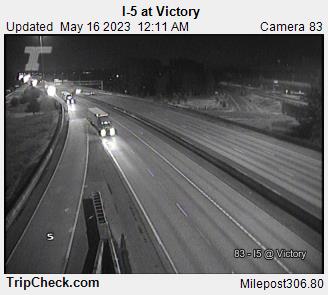 I-5 at Victory
Updated May 16 2023 12:11 AM Camera 83
T
S
83 - I5 @ Victory
TripCheck.com Milepost306.80